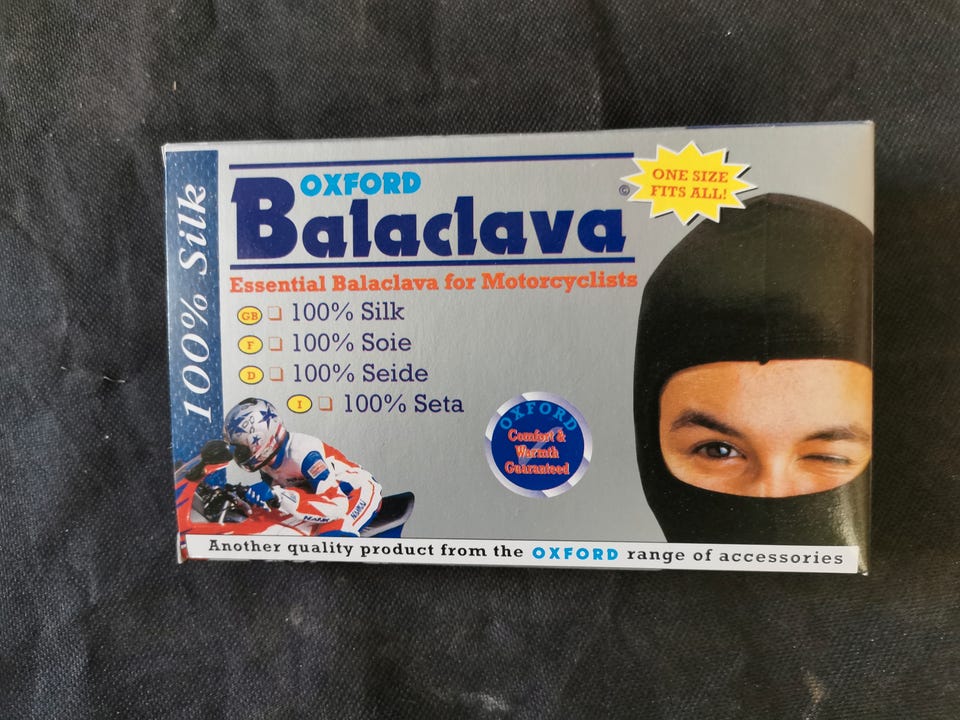 100% Silk
OXFORD
Balaclava
©
ONE SIZE
FITS ALL!
Essential Balaclava for Motorcyclists
GB 100% Silk
F 100% Soie
D 100% Seide
I 100% Seta
OXFORD
Comfort &
Warmth
Guaranteed
Another quality product from the OXFORD range of accessories